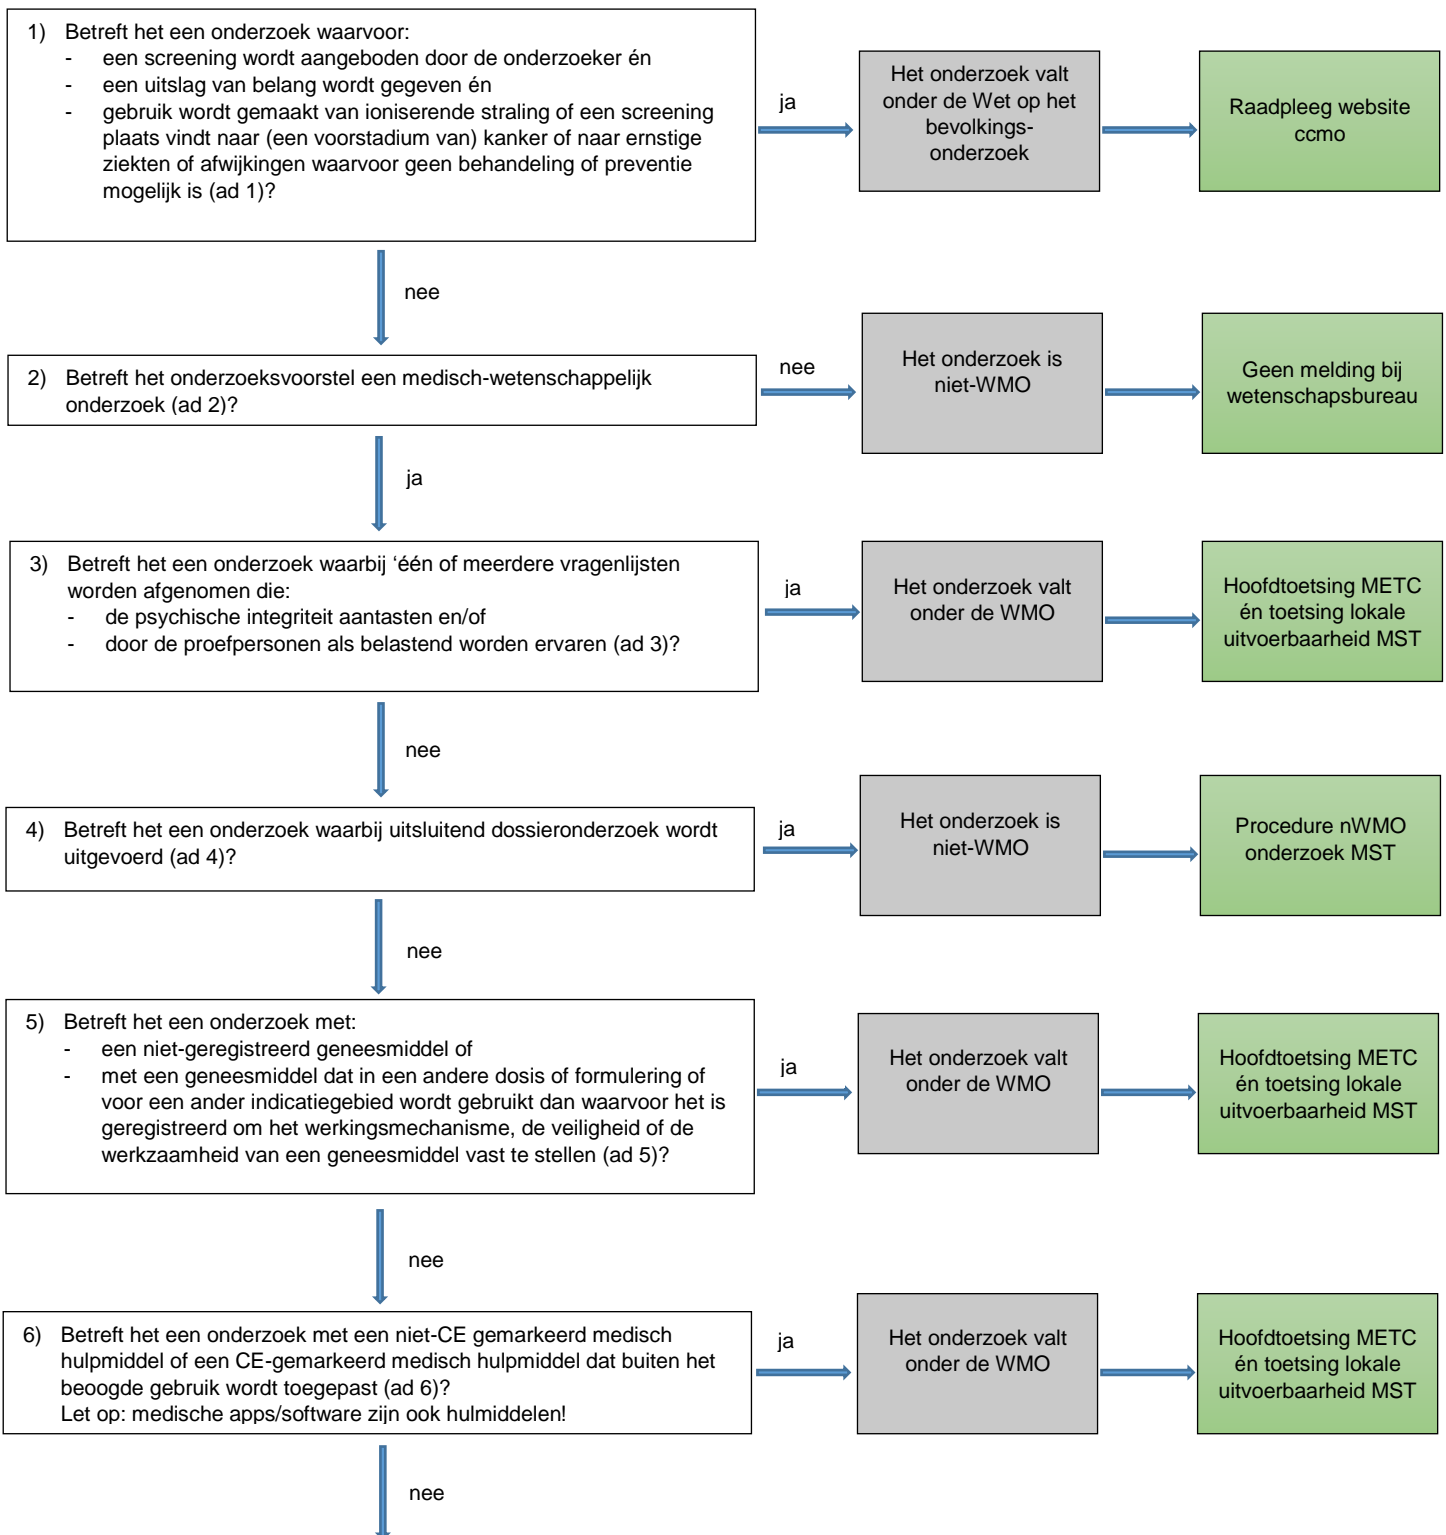 1) Betreft het een onderzoek waarvoor:
- een screening wordt aangeboden door de onderzoeker én
- een uitslag van belang wordt gegeven én
- gebruik wordt gemaakt van ioniserende straling of een screening
plaats vindt naar (een voorstadium van) kanker of naar ernstige
ziekten of afwijkingen waarvoor geen behandeling of preventie
mogelijk is (ad 1)?
ja
Het onderzoek valt
onder de Wet op het
bevolkings-
onderzoek
Raadpleeg website
ccmo
nee
2) Betreft het onderzoeksvoorstel een medisch-wetenschappelijk
onderzoek (ad 2)?
nee
Het onderzoek is
niet-WMO
Geen melding bij
wetenschapsbureau
ja
3) Betreft het een onderzoek waarbij ‘één of meerdere vragenlijsten
worden afgenomen die:
- de psychische integriteit aantasten en/of
- door de proefpersonen als belastend worden ervaren (ad 3)?
ja
Het onderzoek valt
onder de WMO
Hoofdtoetsing METC
én toetsing lokale
uitvoerbaarheid MST
nee
4) Betreft het een onderzoek waarbij uitsluitend dossieronderzoek wordt
uitgevoerd (ad 4)?
ja
Het onderzoek is
niet-WMO
Procedure nWMO
onderzoek MST
nee
5) Betreft het een onderzoek met:
- een niet-geregistreerd geneesmiddel of
- met een geneesmiddel dat in een andere dosis of formulering of
voor een ander indicatiegebied wordt gebruikt dan waarvoor het is
geregistreerd om het werkingsmechanisme, de veiligheid of de
werkzaamheid van een geneesmiddel vast te stellen (ad 5)?
ja
Het onderzoek valt
onder de WMO
Hoofdtoetsing METC
én toetsing lokale
uitvoerbaarheid MST
nee
6) Betreft het een onderzoek met een niet-CE gemarkeerd medisch
hulpmiddel of een CE-gemarkeerd medisch hulpmiddel dat buiten het
beoogde gebruik wordt toegepast (ad 6)?
Let op: medische apps/software zijn ook hulmiddelen!
ja
Het onderzoek valt
onder de WMO
Hoofdtoetsing METC
én toetsing lokale
uitvoerbaarheid MST
nee